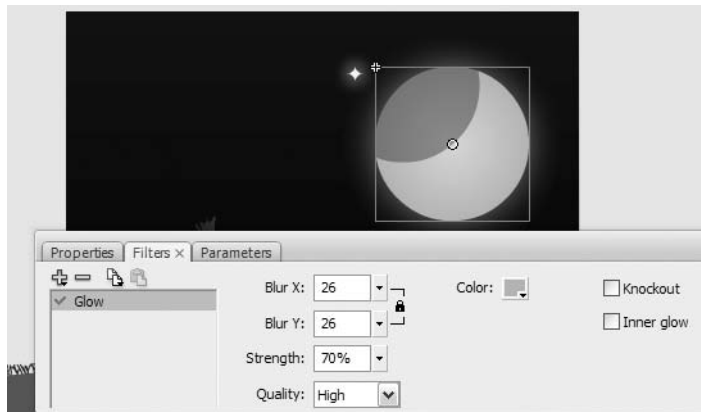 Properties Filters × Parameters
Glow
Blur X: 26
Blur Y: 26
Strength: 70%
Quality: High
Color:
Knockout
Inner glow